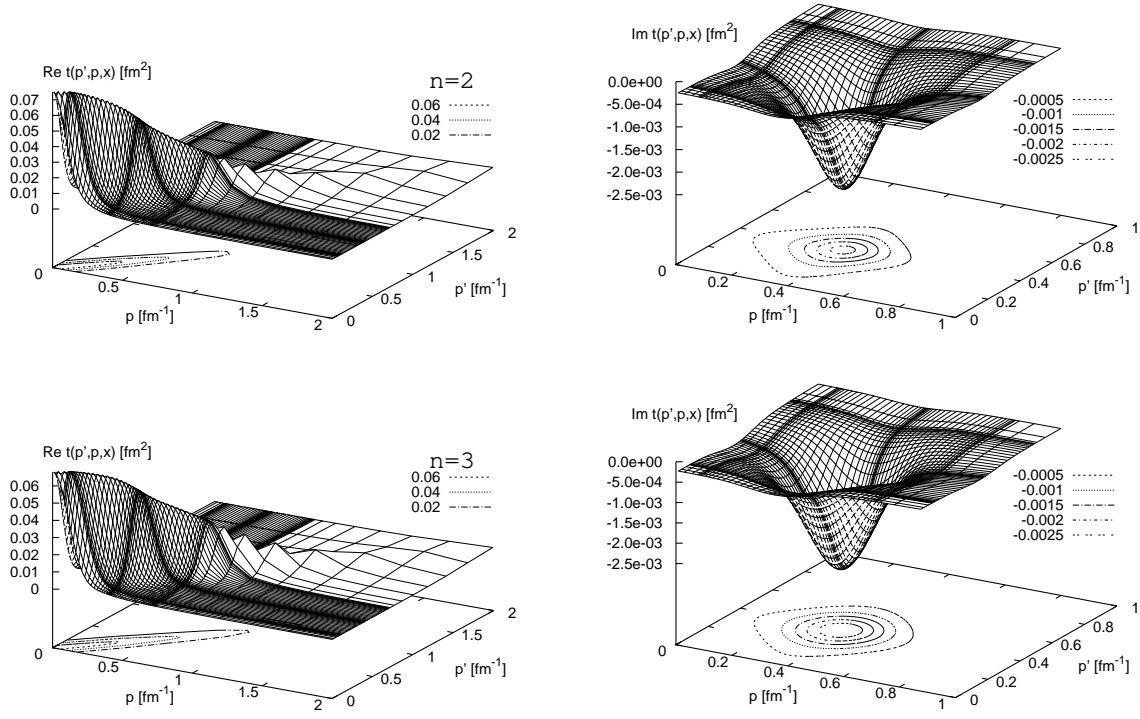 Re t(p',p,x) [fm²]
n=2
0.06
0.04
0.02
0.07
0.06
0.05
0.04
0.03
0.02
0.01
0
0
0.5
1
1.5
2
p [fm⁻¹]
0
0.5
1
1.5
2
p' [fm⁻¹]
Im t(p',p,x) [fm²]
-0.0005
-0.001
-0.0015
-0.002
-0.0025
0.0e+00
-5.0e-04
-1.0e-03
-1.5e-03
-2.0e-03
-2.5e-03
0
0.2
0.4
0.6
0.8
1
p [fm⁻¹]
0
0.2
0.4
0.6
0.8
1
p' [fm⁻¹]
Re t(p',p,x) [fm²]
n=3
0.06
0.04
0.02
0.06
0.05
0.04
0.03
0.02
0.01
0
0
0.5
1
1.5
2
p [fm⁻¹]
0
0.5
1
1.5
2
p' [fm⁻¹]
Im t(p',p,x) [fm²]
-0.0005
-0.001
-0.0015
-0.002
-0.0025
0.0e+00
-5.0e-04
-1.0e-03
-1.5e-03
-2.0e-03
-2.5e-03
0
0.2
0.4
0.6
0.8
1
p [fm⁻¹]
0
0.2
0.4
0.6
0.8
1
p' [fm⁻¹]